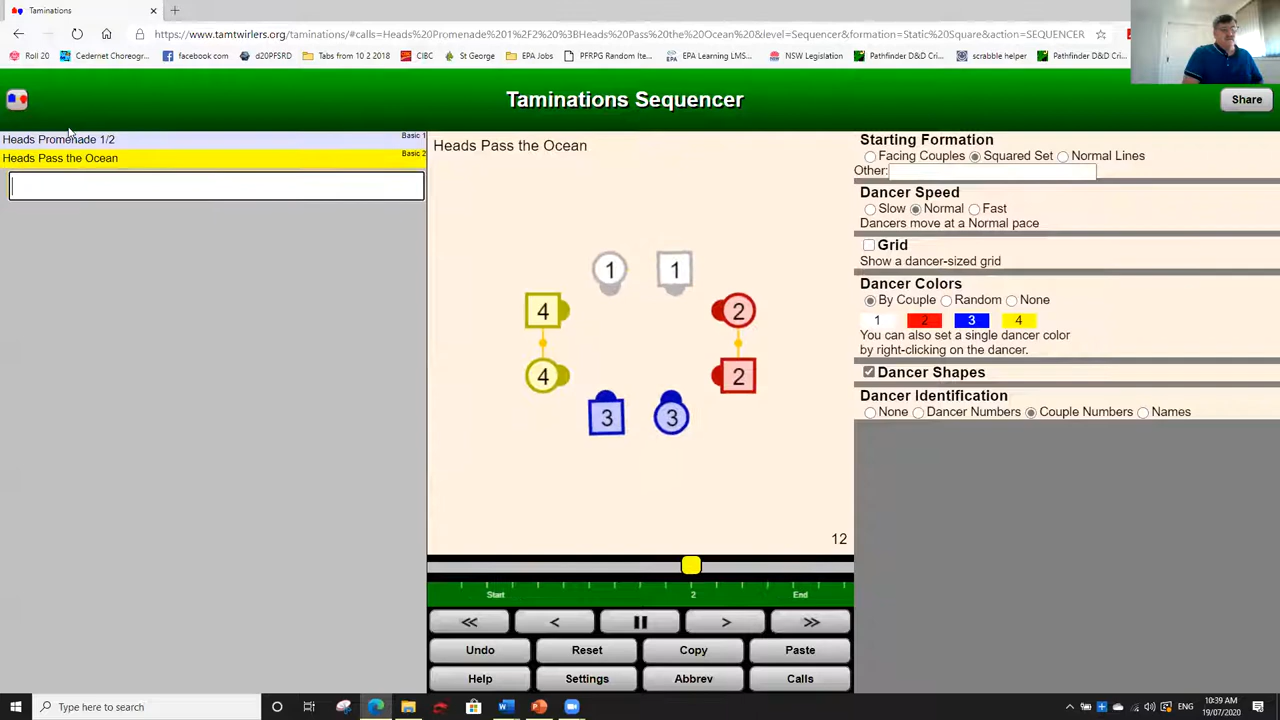 Taminations
https://www.tamtwirlers.org/taminations/#calls=Heads%20Promenade%201%2F2%20%3BHeads%20Pass%20the%20Ocean%20&level=Sequencer&formation=Static%20Square&action=SEQUENCER
Roll 20 Cedernet Choreogr... facebook.com d20PFSRD Tabs from 10 2 2018 CIBC St George EPA Jobs PFRPG Random Ite... EPA Learning LMS... NSW Legislation Pathfinder D&D Cri... scrabble helper Pathfinder D&D Cri...
Taminations Sequencer
Share
Heads Promenade 1/2 Basic 1
Heads Pass the Ocean Basic 2
Heads Pass the Ocean
1 1
4 2
4 2
3 3
12
Start 2 End
<< < > >>
Undo Reset Copy Paste
Help Settings Abbrev Calls
Starting Formation
Facing Couples Squared Set Normal Lines
Other:
Dancer Speed
Slow Normal Fast
Dancers move at a Normal pace
Grid
Show a dancer-sized grid
Dancer Colors
By Couple Random None
1 2 3 4
You can also set a single dancer color
by right-clicking on the dancer.
Dancer Shapes
Dancer Identification
None Dancer Numbers Couple Numbers Names
Type here to search
10:39 AM
19/07/2020